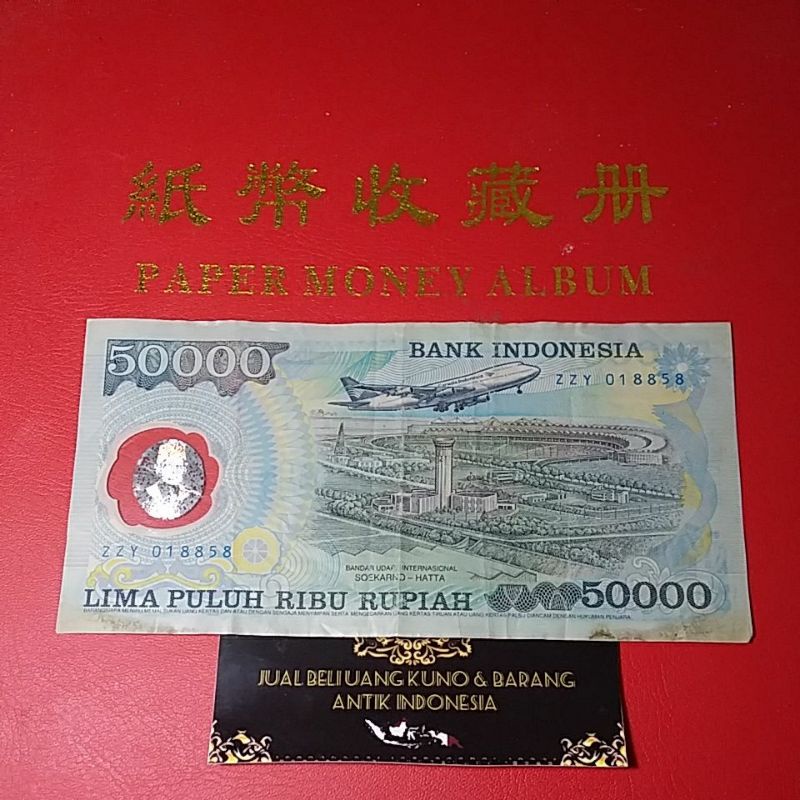 紙幣收藏册
PAPER MONEY ALBUM
50000
BANK INDONESIA
ZZY 018858
ZZY 018858
BANDAR UDARA INTERNASIONAL
SOEKARNO - HATTA
LIMA PULUH RIBU RUPIAH
50000
JUAL BELI UANG KUNO & BARANG
ANTIK INDONESIA